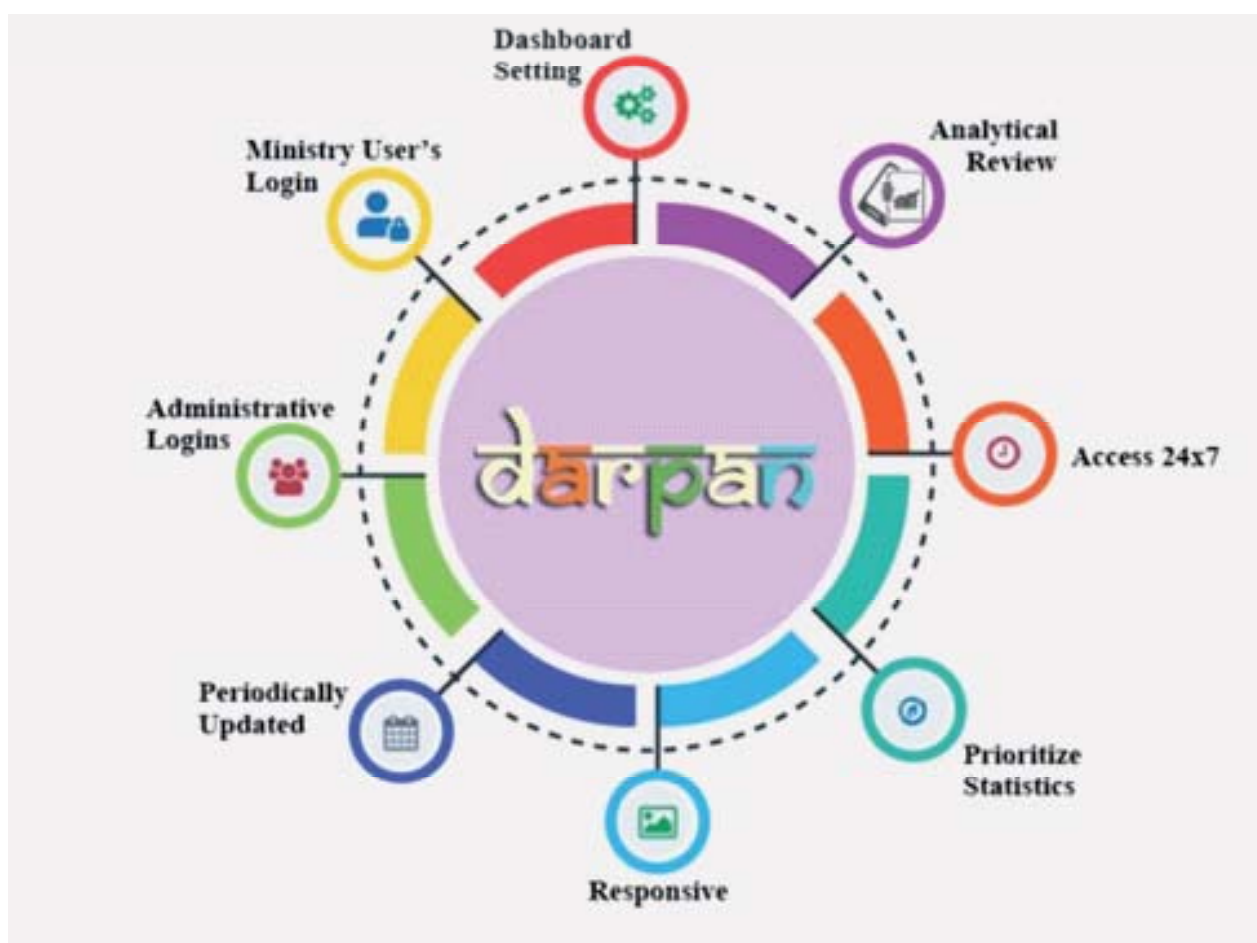 Dashboard
Setting
Analytical
Review
Ministry User's
Login
Administrative
Logins
darpan
Access 24x7
Periodically
Updated
Prioritize
Statistics
Responsive